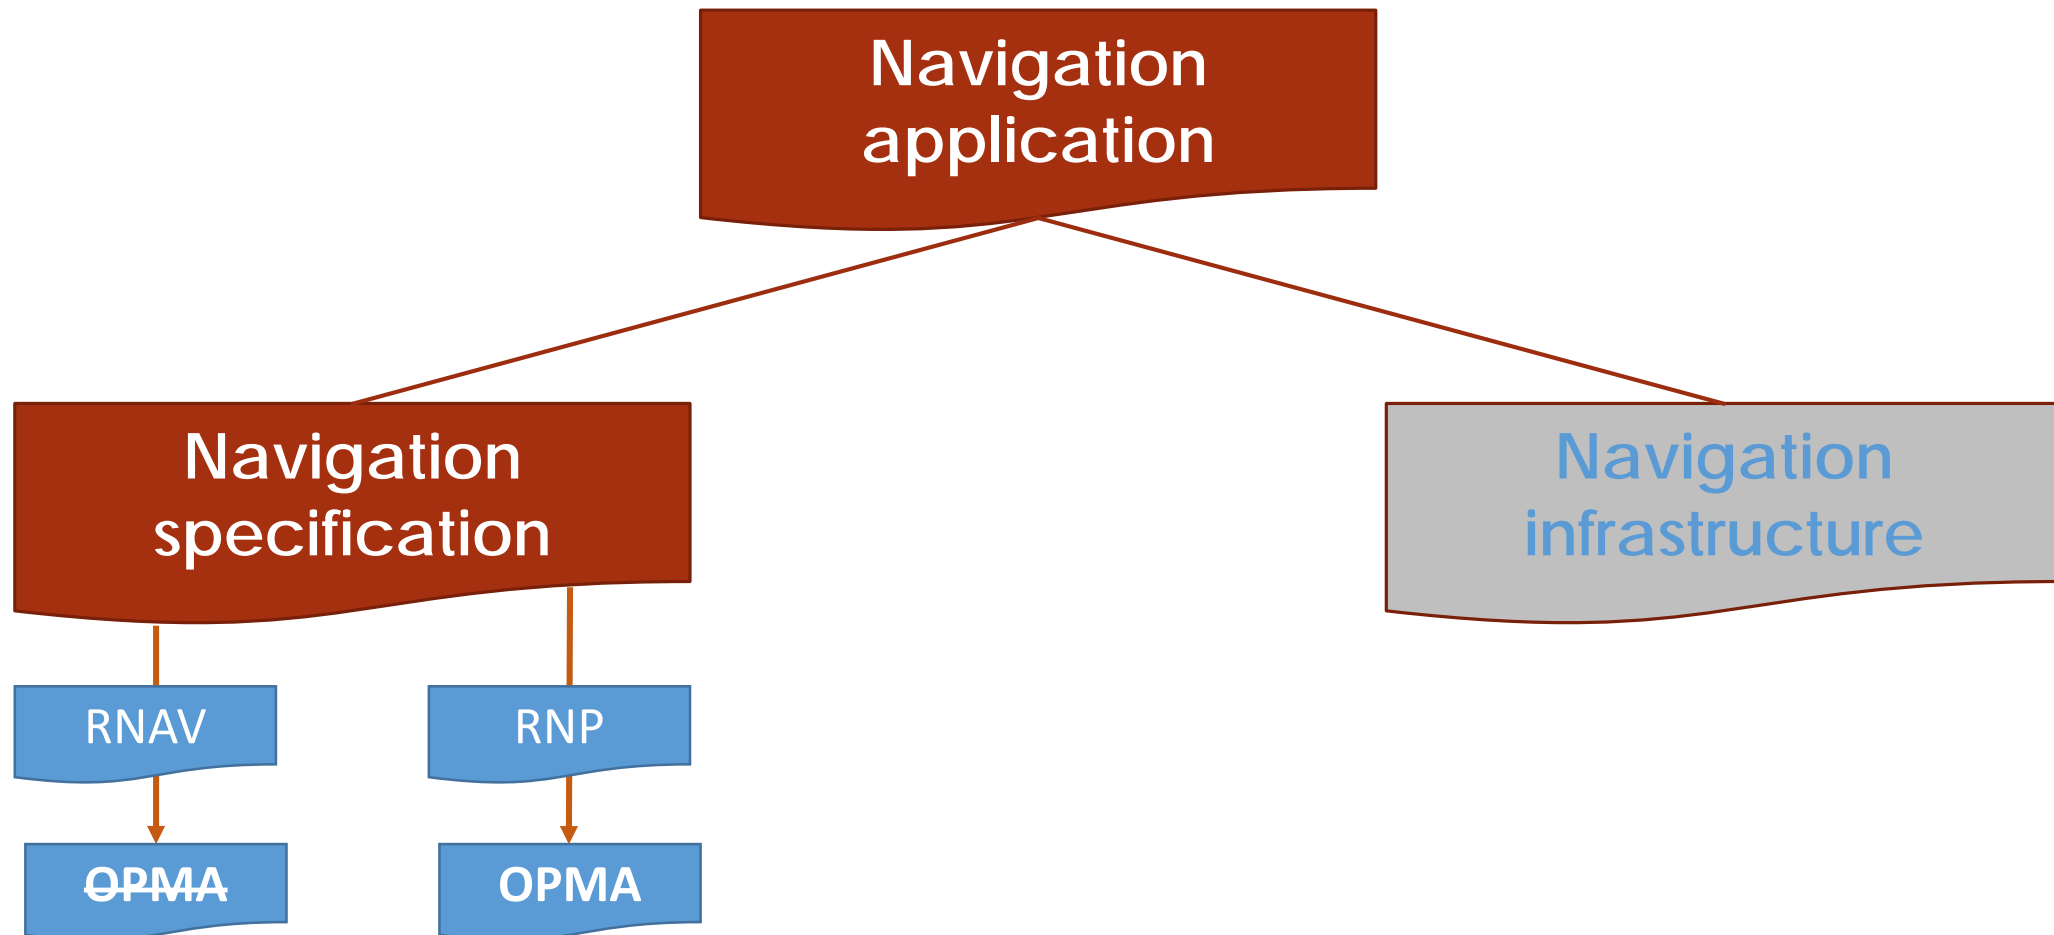 Navigation
application
Navigation
specification
Navigation
infrastructure
RNAV
RNP
OPMA
OPMA